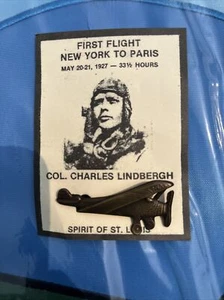 FIRST FLIGHT
NEW YORK TO PARIS
MAY 20-21, 1927 — 33½ HOURS
COL. CHARLES LINDBERGH
SPIRIT OF ST. LOUIS